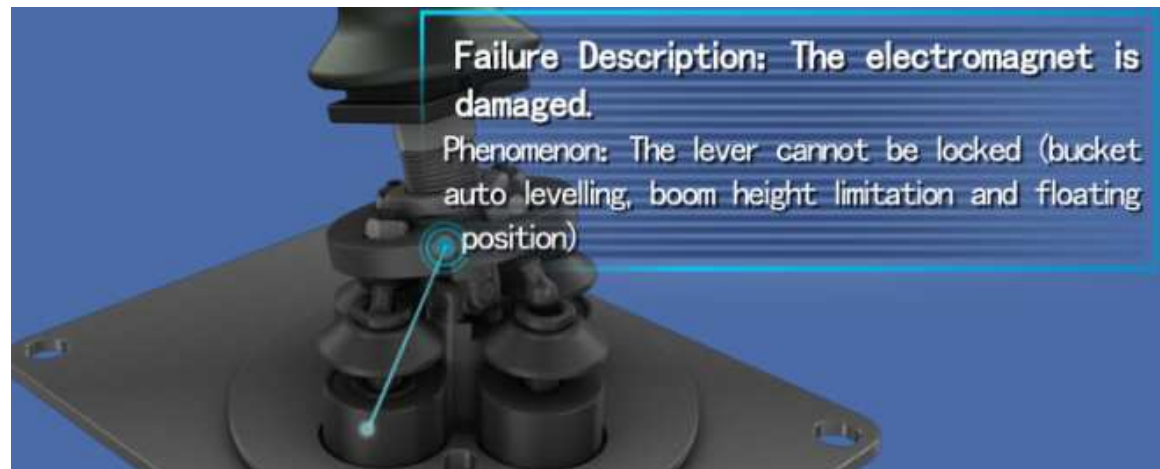 Failure Description: The electromagnet is
damaged.
Phenomenon: The lever cannot be locked (bucket
auto levelling, boom height limitation and floating
position)